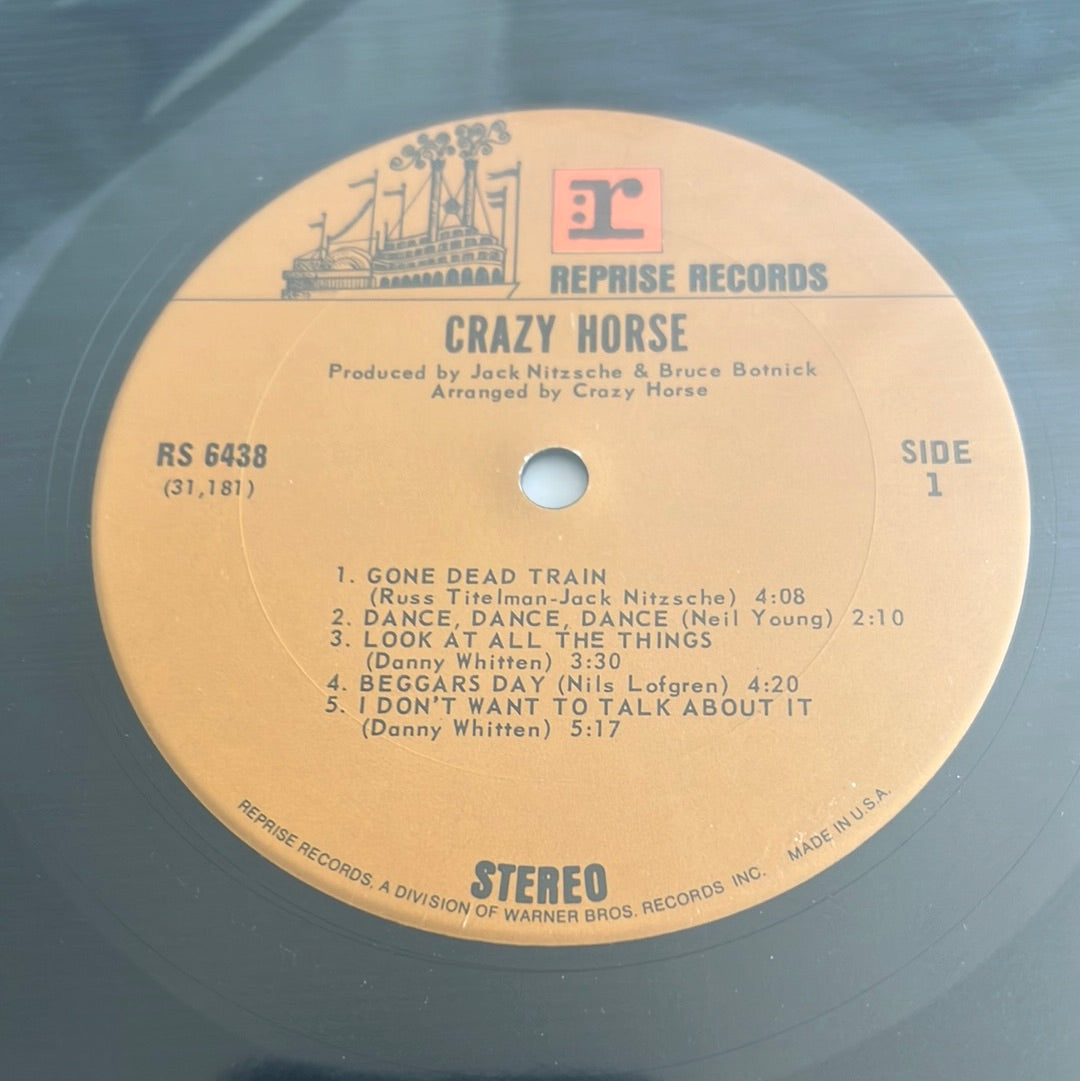 :r
REPRISE RECORDS
CRAZY HORSE
Produced by Jack Nitzsche & Bruce Botnick
Arranged by Crazy Horse
RS 6438
(31,181)
SIDE
1
1. GONE DEAD TRAIN
(Russ Titelman-Jack Nitzsche) 4:08
2. DANCE, DANCE, DANCE (Neil Young) 2:10
3. LOOK AT ALL THE THINGS
(Danny Whitten) 3:30
4. BEGGARS DAY (Nils Lofgren) 4:20
5. I DON'T WANT TO TALK ABOUT IT
(Danny Whitten) 5:17
STEREO
REPRISE RECORDS, A DIVISION OF WARNER BROS. RECORDS INC. MADE IN U.S.A.